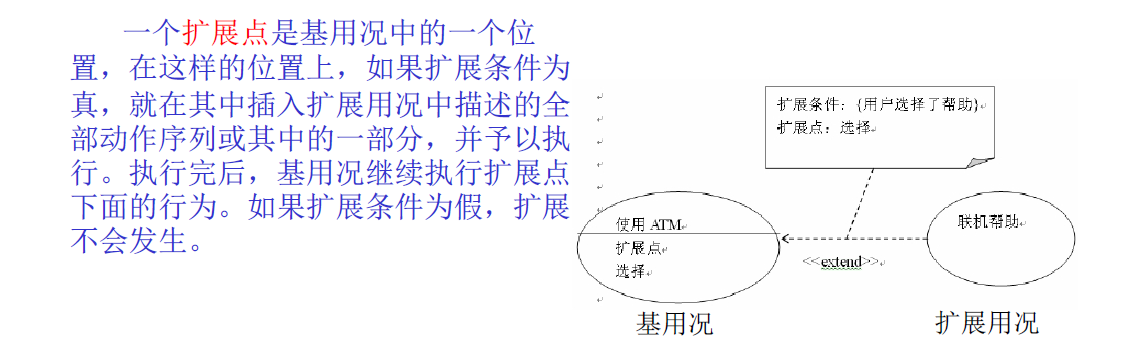 一个扩展点是基用况中的一个位
置，在这样的位置上，如果扩展条件为
真，就在其中插入扩展用况中描述的全
部动作序列或其中的一部分，并予以执
行。执行完后，基用况继续执行扩展点
下面的行为。如果扩展条件为假，扩展
不会发生。
扩展条件：{用户选择了帮助}
扩展点：选择
使用 ATM
扩展点
选择
联机帮助
<<extend>>
基用况
扩展用况